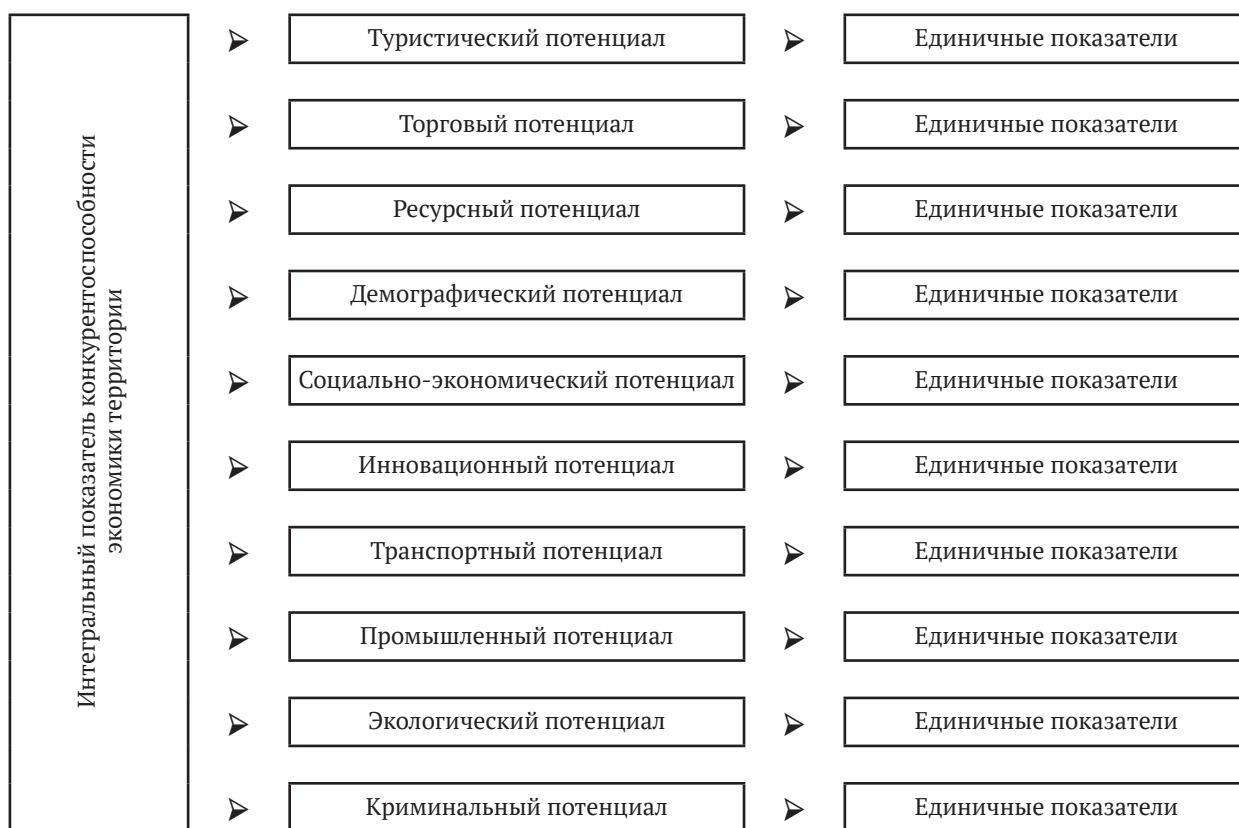 Интегральный показатель конкурентоспособности
экономики территории
Туристический потенциал
Единичные показатели
Торговый потенциал
Единичные показатели
Ресурсный потенциал
Единичные показатели
Демографический потенциал
Единичные показатели
Социально-экономический потенциал
Единичные показатели
Инновационный потенциал
Единичные показатели
Транспортный потенциал
Единичные показатели
Промышленный потенциал
Единичные показатели
Экологический потенциал
Единичные показатели
Криминальный потенциал
Единичные показатели